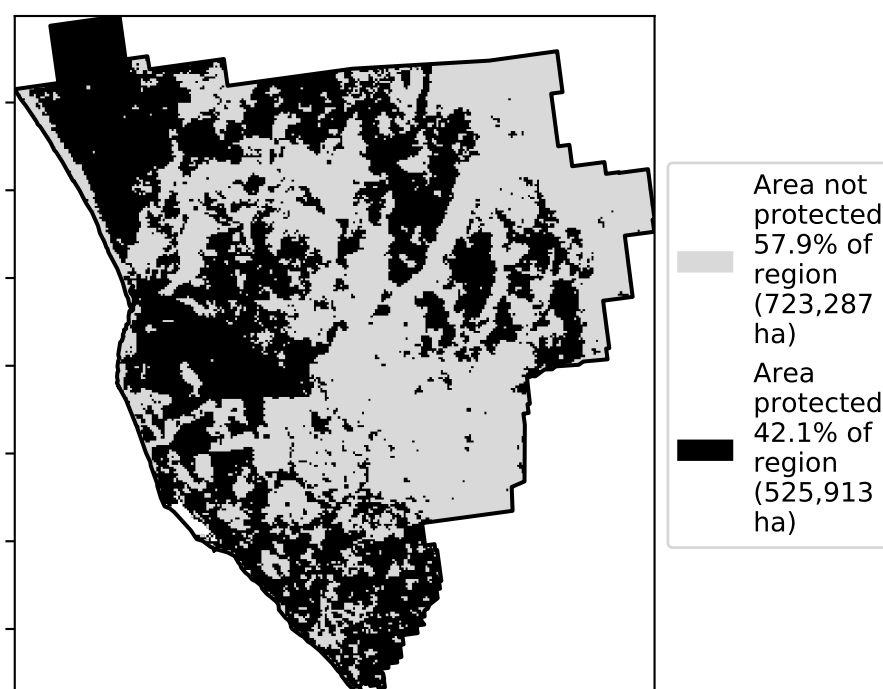 Area not
protected
57.9% of
region
(723,287
ha)
Area
protected
42.1% of
region
(525,913
ha)